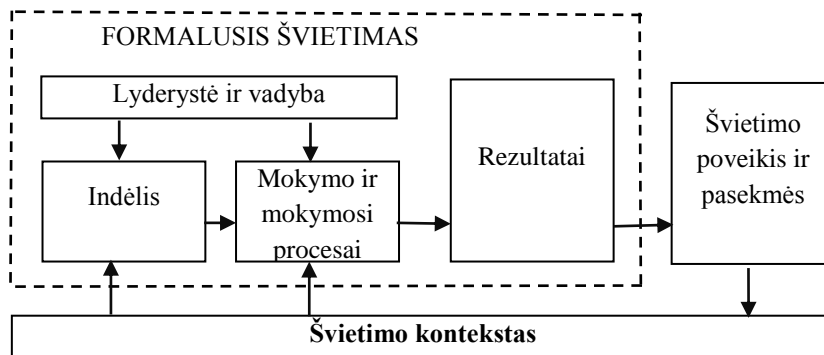 FORMALUSIS ŠVIETIMAS
Lyderystė ir vadyba
Indėlis
Mokymo ir
mokymosi
procesai
Rezultatai
Švietimo
poveikis ir
pasekmės
Švietimo kontekstas